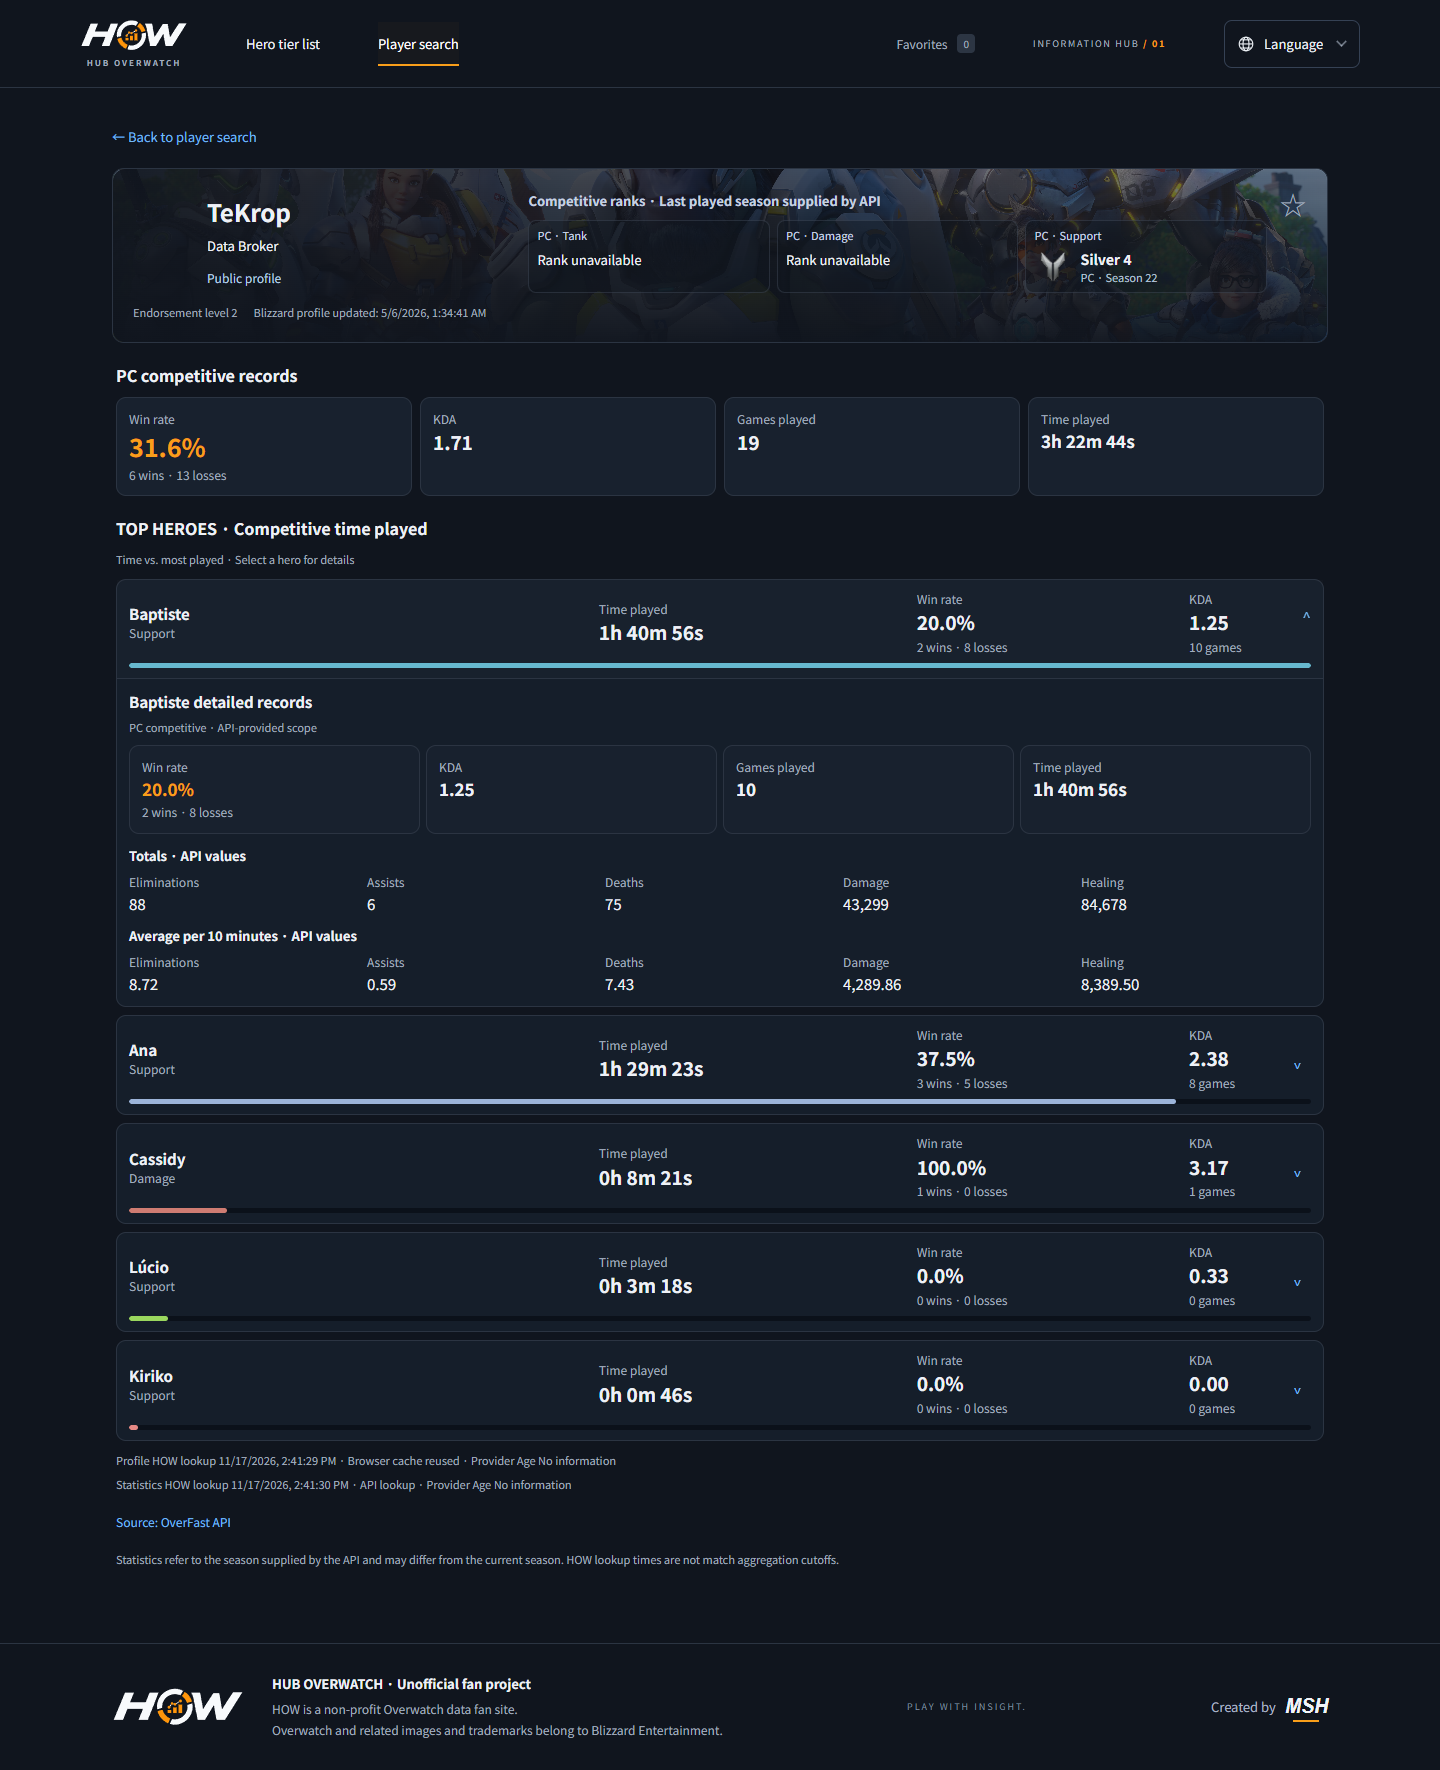 HOW
HUB OVERWATCH
Hero tier list
Player search
Favorites 0
INFORMATION HUB / 01
Language
← Back to player search
TeKrop
Data Broker
Public profile
Endorsement level 2 Blizzard profile updated: 5/6/2026, 1:34:41 AM
Competitive ranks · Last played season supplied by API
PC · Tank
Rank unavailable
PC · Damage
Rank unavailable
PC · Support
Silver 4
PC · Season 22
PC competitive records
Win rate
31.6%
6 wins · 13 losses
KDA
1.71
Games played
19
Time played
3h 22m 44s
TOP HEROES · Competitive time played
Time vs. most played · Select a hero for details
Baptiste
Support
Time played
1h 40m 56s
Win rate
20.0%
2 wins · 8 losses
KDA
1.25
10 games
Baptiste detailed records
PC competitive · API-provided scope
Win rate
20.0%
2 wins · 8 losses
KDA
1.25
Games played
10
Time played
1h 40m 56s
Totals · API values
Eliminations Assists Deaths Damage Healing
88 6 75 43,299 84,678
Average per 10 minutes · API values
Eliminations Assists Deaths Damage Healing
8.72 0.59 7.43 4,289.86 8,389.50
Ana
Support
Time played
1h 29m 23s
Win rate
37.5%
3 wins · 5 losses
KDA
2.38
8 games
Cassidy
Damage
Time played
0h 8m 21s
Win rate
100.0%
1 wins · 0 losses
KDA
3.17
1 games
Lúcio
Support
Time played
0h 3m 18s
Win rate
0.0%
0 wins · 0 losses
KDA
0.33
0 games
Kiriko
Support
Time played
0h 0m 46s
Win rate
0.0%
0 wins · 0 losses
KDA
0.00
0 games
Profile HOW lookup 11/17/2026, 2:41:29 PM · Browser cache reused · Provider Age No information
Statistics HOW lookup 11/17/2026, 2:41:30 PM · API lookup · Provider Age No information
Source: OverFast API
Statistics refer to the season supplied by the API and may differ from the current season. HOW lookup times are not match aggregation cutoffs.
HOW
HUB OVERWATCH · Unofficial fan project
HOW is a non-profit Overwatch data fan site.
Overwatch and related images and trademarks belong to Blizzard Entertainment.
PLAY WITH INSIGHT.
Created by MSH